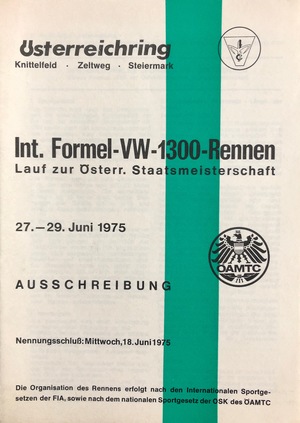 Österreichring
Knittelfeld · Zeltweg · Steiermark
Int. Formel-VW-1300-Rennen
Lauf zur Österr. Staatsmeisterschaft
27.—29. Juni 1975
ÖAMTC
AUSSCHREIBUNG
Nennungsschluß: Mittwoch, 18. Juni 1975
Die Organisation des Rennens erfolgt nach den Internationalen Sportge-
setzen der FIA, sowie nach dem nationalen Sportgesetz der OSK des ÖAMTC